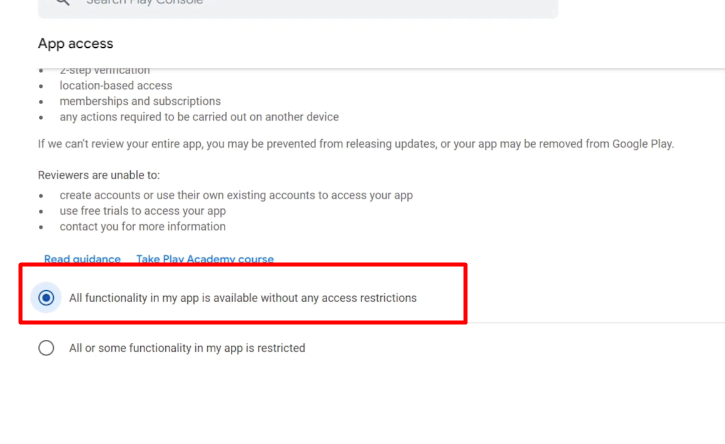 Search Play Console
App access
2-step verification
location-based access
memberships and subscriptions
any actions required to be carried out on another device
If we can't review your entire app, you may be prevented from releasing updates, or your app may be removed from Google Play.
Reviewers are unable to:
create accounts or use their own existing accounts to access your app
use free trials to access your app
contact you for more information
Read guidance Take Play Academy course
All functionality in my app is available without any access restrictions
All or some functionality in my app is restricted